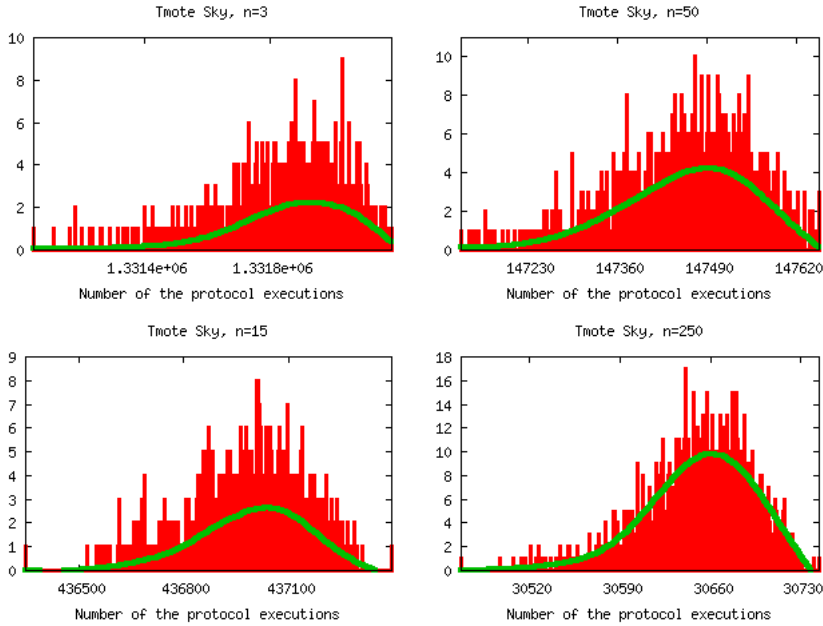 Tmote Sky, n=3
10
8
6
4
2
0
1.3314e+06 1.3318e+06
Number of the protocol executions
Tmote Sky, n=50
10
8
6
4
2
0
147230 147360 147490 147620
Number of the protocol executions
Tmote Sky, n=15
9
8
7
6
5
4
3
2
1
0
436500 436800 437100
Number of the protocol executions
Tmote Sky, n=250
18
16
14
12
10
8
6
4
2
0
30520 30590 30660 30730
Number of the protocol executions